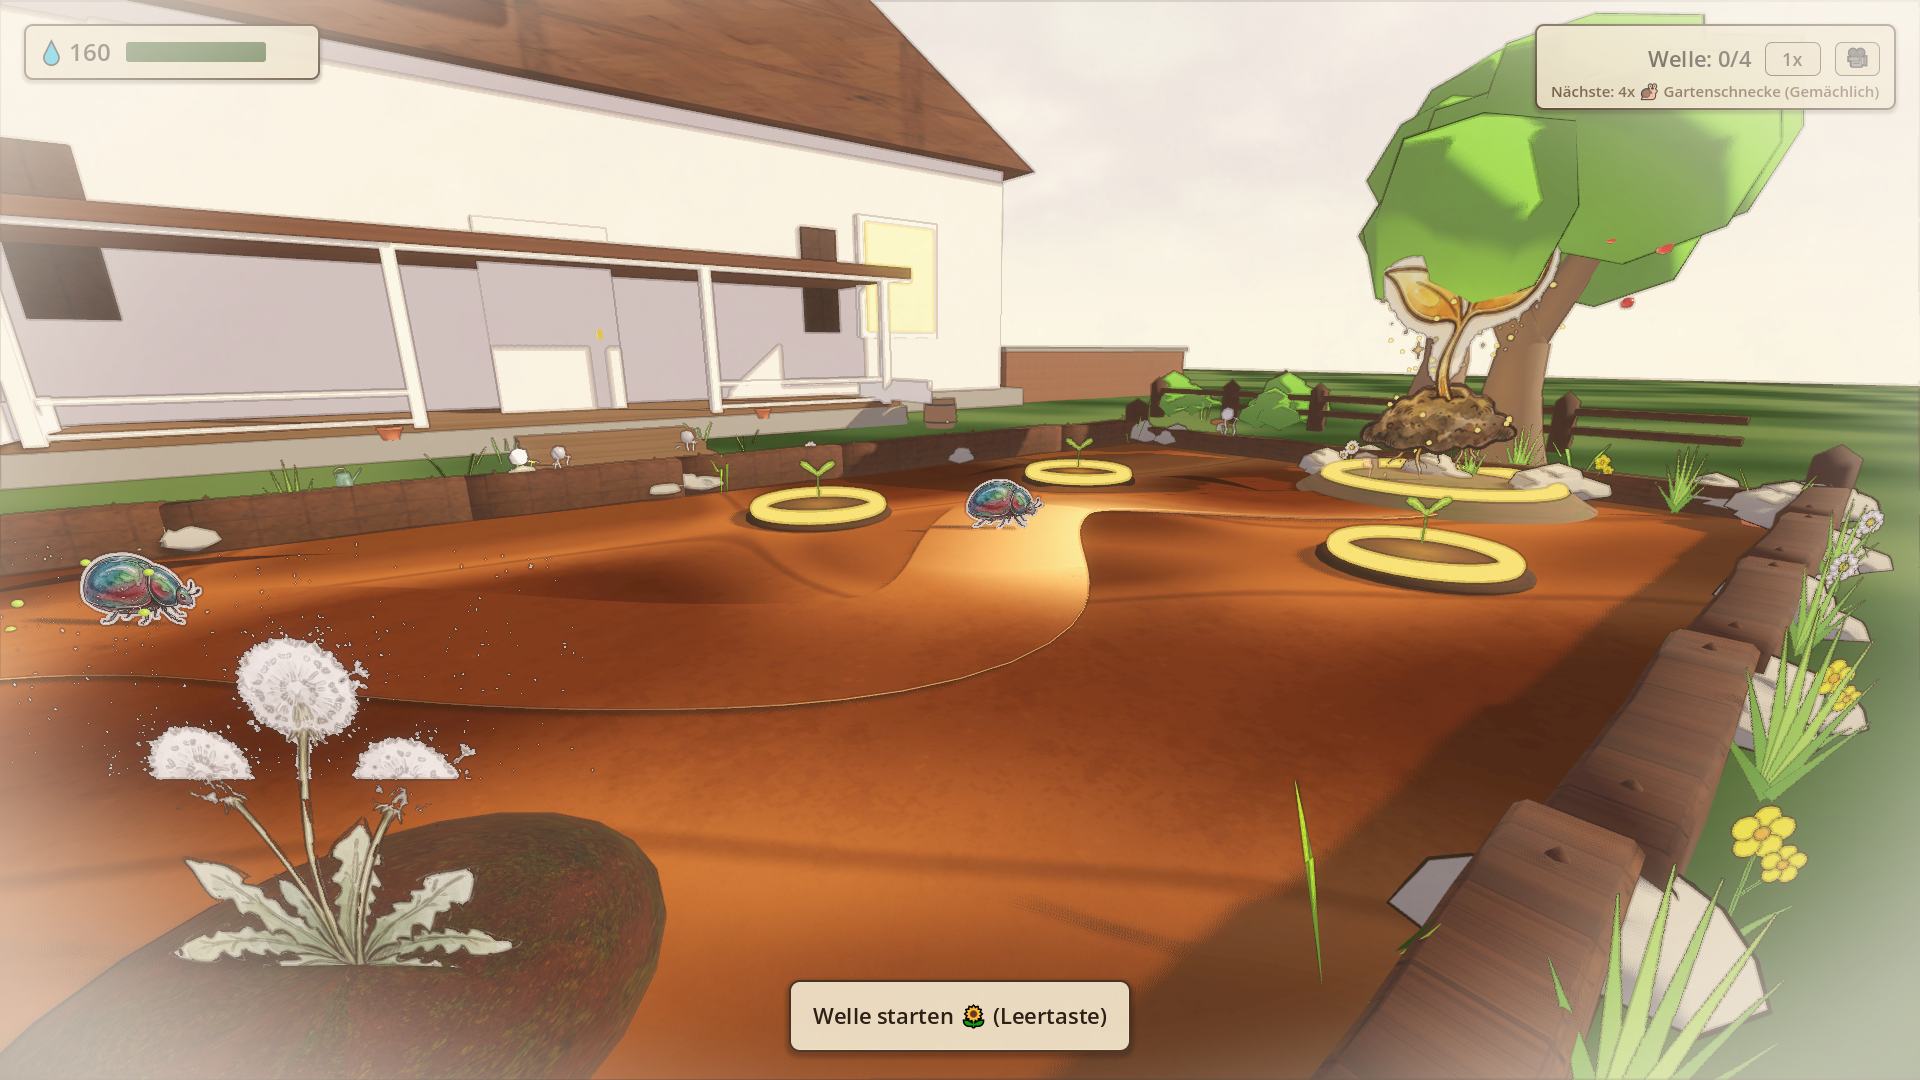 160
Welle: 0/4
1x
Nächste: 4x 🐌 Gartenschnecke (Gemächlich)
Welle starten 🌻 (Leertaste)